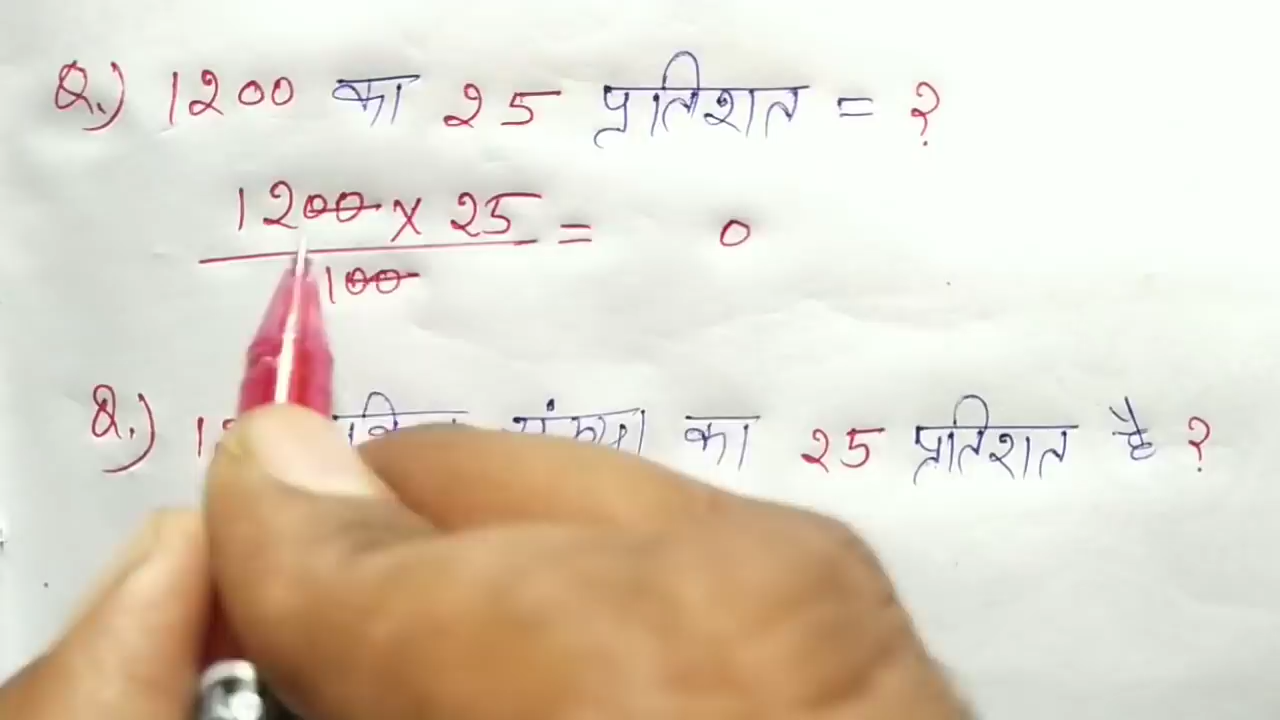 Q.) 1200 का 25 प्रतिशत = ?
1200 x 25 = 0
100
Q.) का 25 प्रतिशत है ?